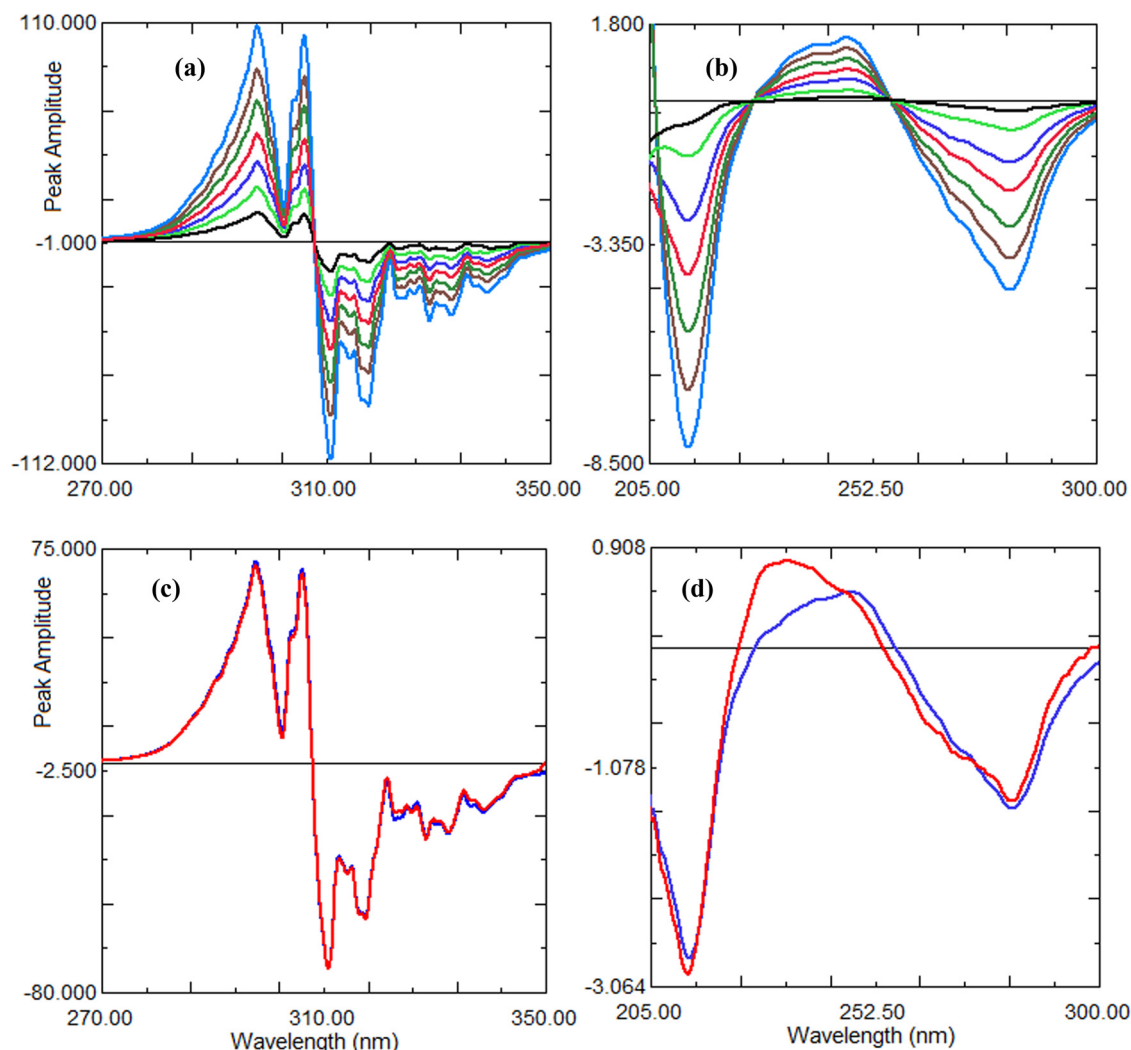 110.000
(a)
Peak Amplitude
-1.000
-112.000
270.00 310.00 350.00
1.800
(b)
-3.350
-8.500
205.00 252.50 300.00
75.000
(c)
Peak Amplitude
-2.500
-80.000
270.00 310.00 350.00
Wavelength (nm)
0.908
(d)
-1.078
-3.064
205.00 252.50 300.00
Wavelength (nm)